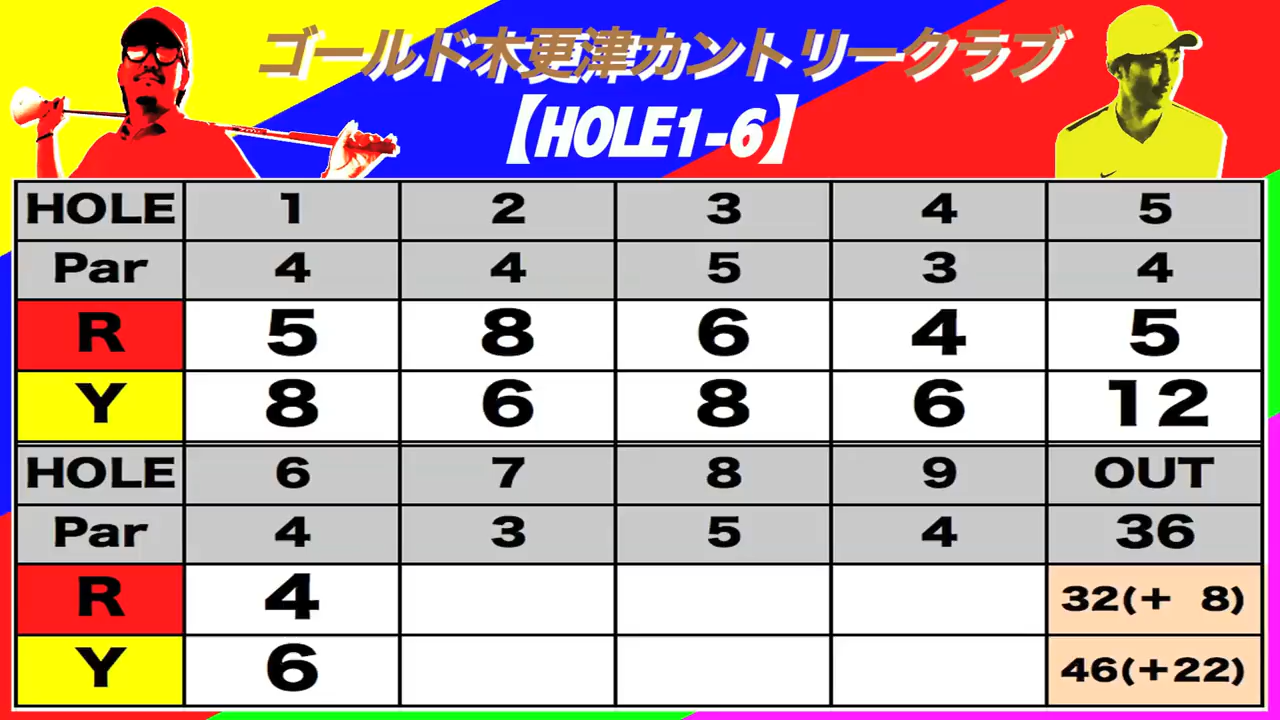 ゴールド木更津カントリークラブ
【HOLE1-6】
HOLE 1 2 3 4 5
Par 4 4 5 3 4
R 5 8 6 4 5
Y 8 6 8 6 12
HOLE 6 7 8 9 OUT
Par 4 3 5 4 36
R 4 32(+ 8)
Y 6 46(+22)